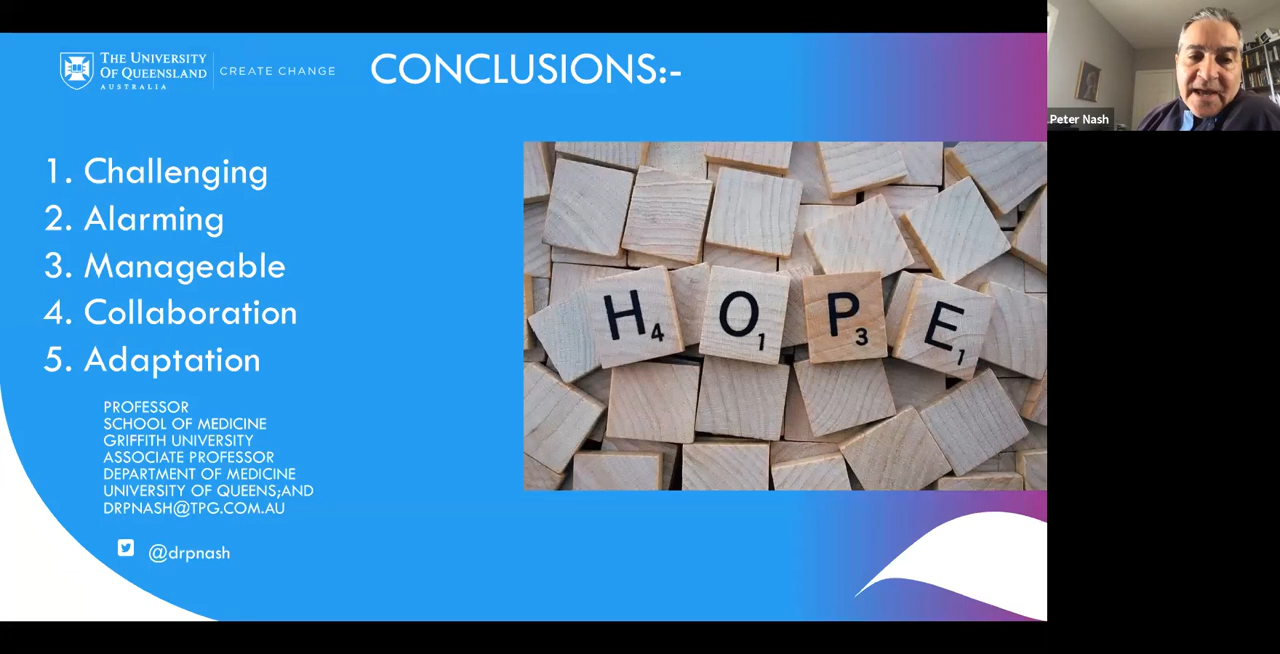 THE UNIVERSITY
OF QUEENSLAND
AUSTRALIA
CREATE CHANGE
CONCLUSIONS:-
1. Challenging
2. Alarming
3. Manageable
4. Collaboration
5. Adaptation
PROFESSOR
SCHOOL OF MEDICINE
GRIFFITH UNIVERSITY
ASSOCIATE PROFESSOR
DEPARTMENT OF MEDICINE
UNIVERSITY OF QUEENS;AND
DRPNASH@TPG.COM.AU
@drpnash
H4 O1 P3 E1
Peter Nash